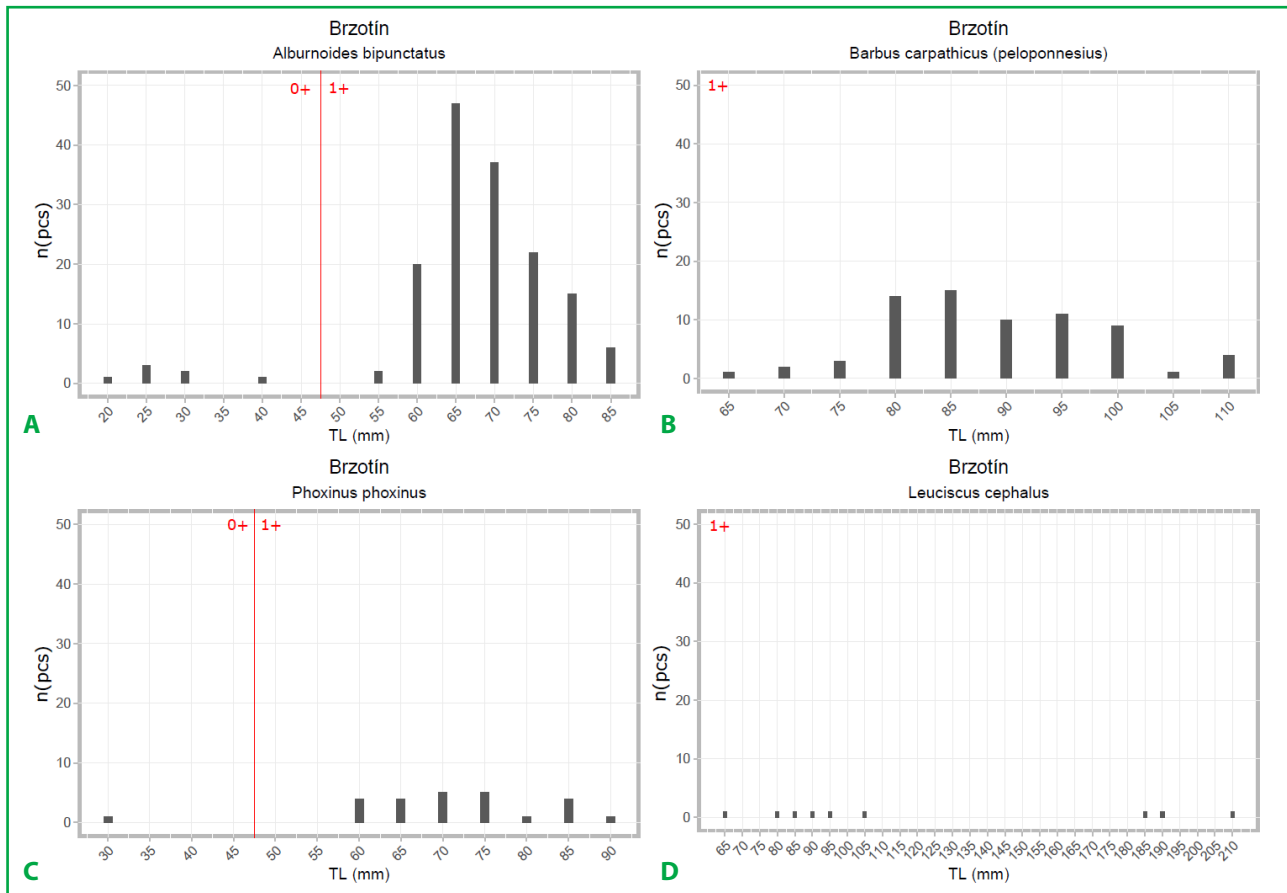 Brzotín
Alburnoides bipunctatus
0+ 1+
50
40
30
20
10
0
n(pcs)
20 25 30 35 40 45 50 55 60 65 70 75 80 85
TL (mm)
A
Brzotín
Barbus carpathicus (peloponnesius)
1+
50
40
30
20
10
0
n(pcs)
65 70 75 80 85 90 95 100 105 110
TL (mm)
B
Brzotín
Phoxinus phoxinus
0+ 1+
50
40
30
20
10
0
n(pcs)
30 35 40 45 50 55 60 65 70 75 80 85 90
TL (mm)
C
Brzotín
Leuciscus cephalus
1+
50
40
30
20
10
0
n(pcs)
65 70 75 80 85 90 95 100 105 110 115 120 125 130 135 140 145 150 155 160 165 170 175 180 185 190 195 200 205 210
TL (mm)
D